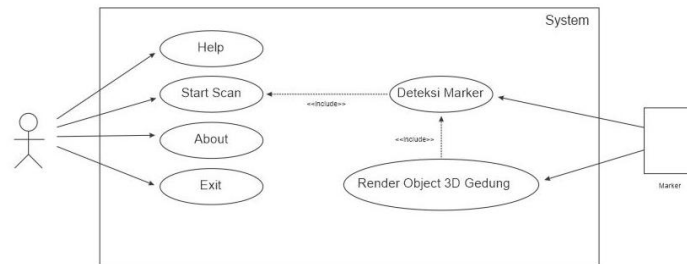 System
Help
Start Scan
<<Include>>
Deteksi Marker
About
<<Include>>
Exit
Render Object 3D Gedung
Marker